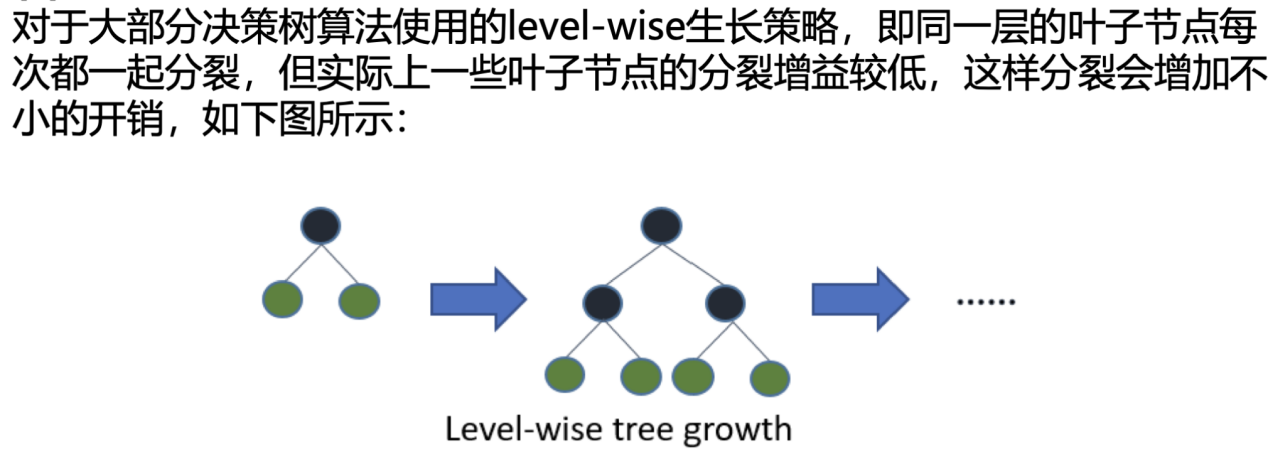 对于大部分决策树算法使用的level-wise生长策略，即同一层的叶子节点每
次都一起分裂，但实际上一些叶子节点的分裂增益较低，这样分裂会增加不
小的开销，如下图所示：
······
Level-wise tree growth